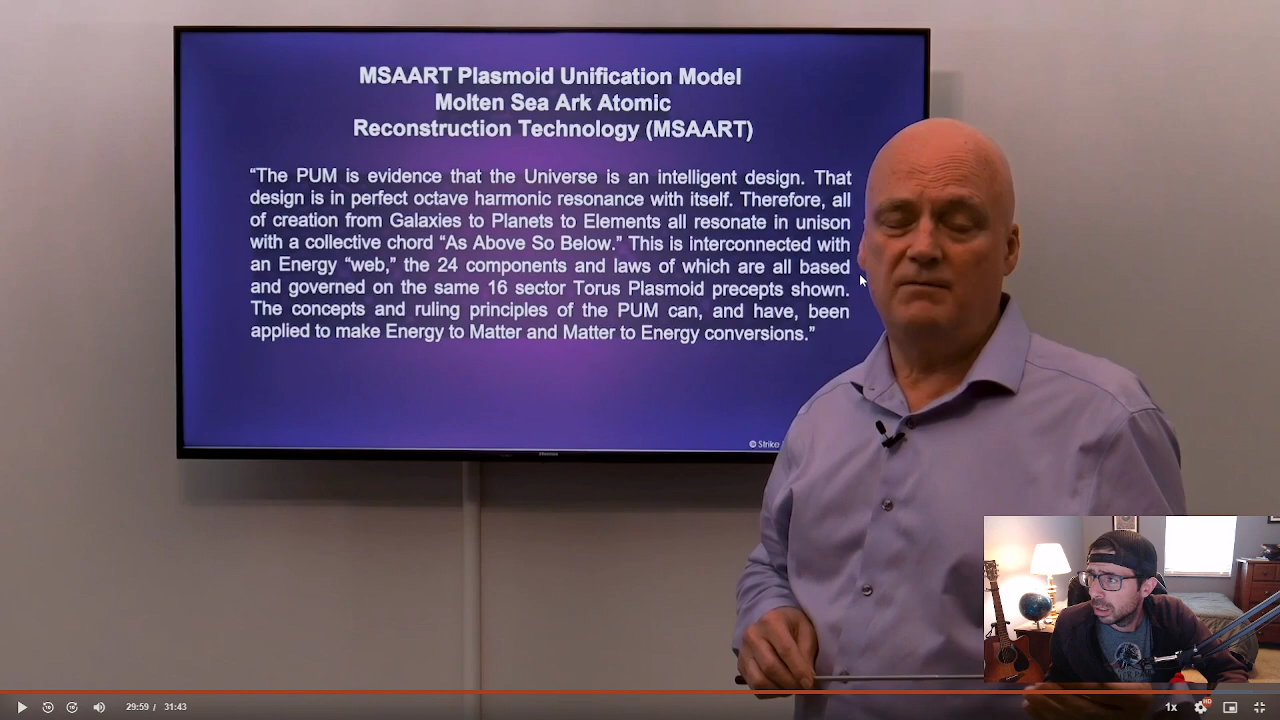 MSAART Plasmoid Unification Model
Molten Sea Ark Atomic
Reconstruction Technology (MSAART)
“The PUM is evidence that the Universe is an intelligent design. That
design is in perfect octave harmonic resonance with itself. Therefore, all
of creation from Galaxies to Planets to Elements all resonate in unison
with a collective chord “As Above So Below.” This is interconnected with
an Energy “web,” the 24 components and laws of which are all based
and governed on the same 16 sector Torus Plasmoid precepts shown.
The concepts and ruling principles of the PUM can, and have, been
applied to make Energy to Matter and Matter to Energy conversions.”
©
Hisense
29:59 / 31:43
1x
HD